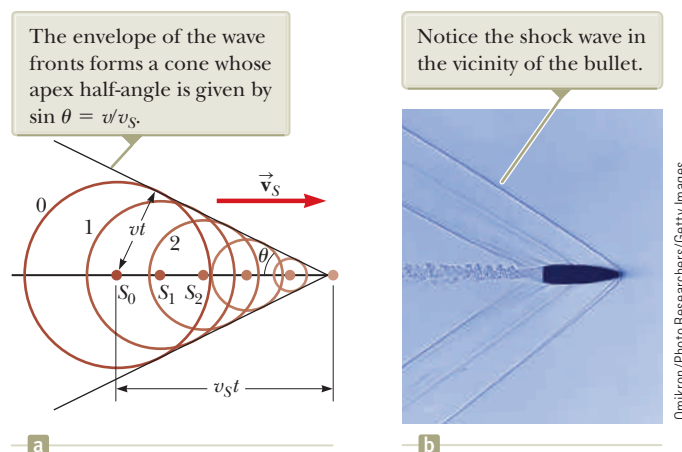 The envelope of the wave
fronts forms a cone whose
apex half-angle is given by
sin θ = v/vS.
0
1
2
vt
v⃗S
θ
S0
S1
S2
vSt
a
Notice the shock wave in
the vicinity of the bullet.
Omikron/Photo Researchers/Getty Images
b